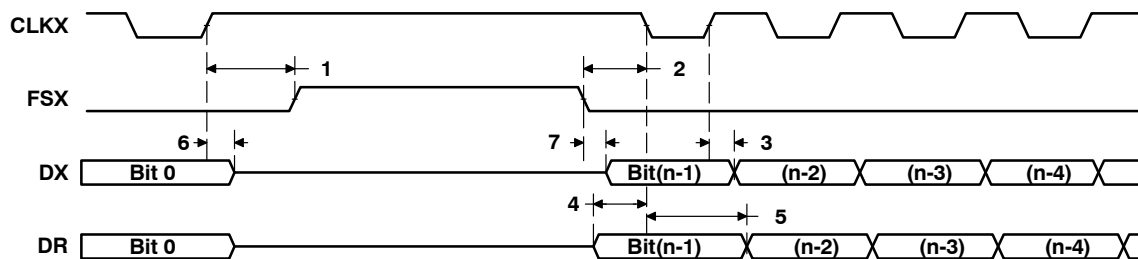 CLKX
1
2
FSX
6
7
3
DX
Bit 0
Bit(n-1)
(n-2)
(n-3)
(n-4)
4
5
DR
Bit 0
Bit(n-1)
(n-2)
(n-3)
(n-4)